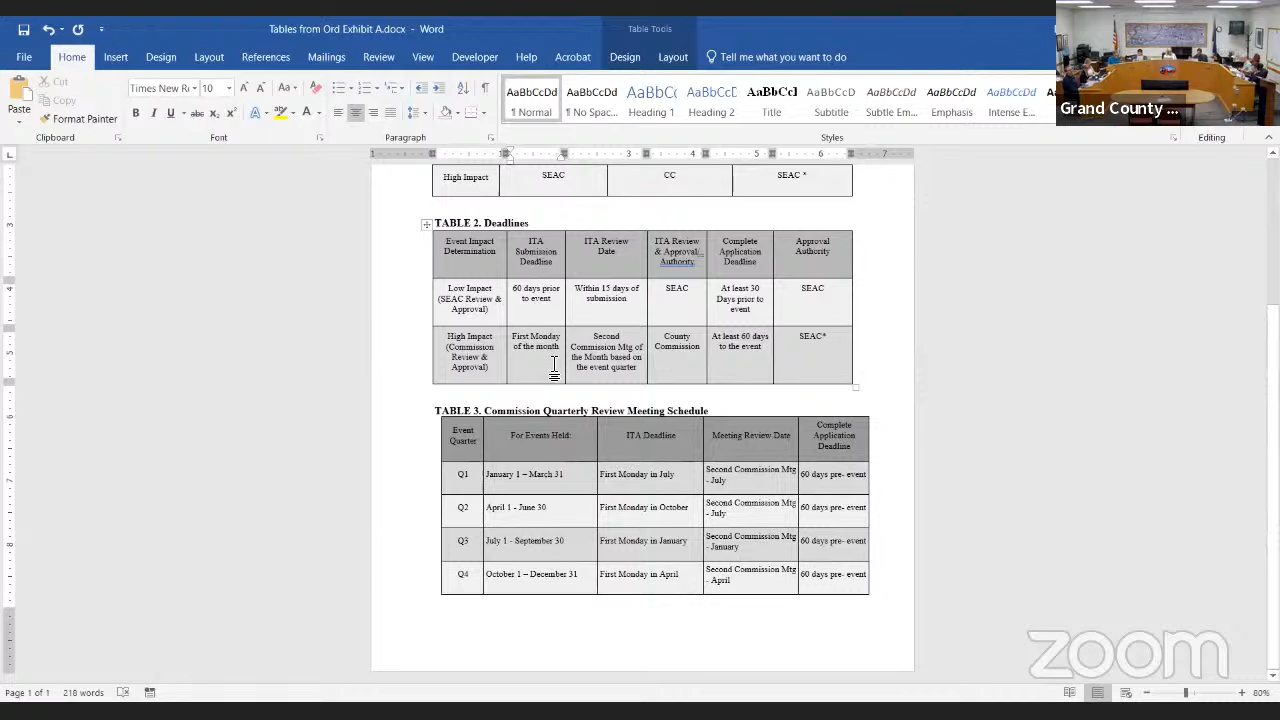 Tables from Ord Exhibit A.docx - Word
Table Tools
File Home Insert Design Layout References Mailings Review View Developer Help Acrobat Design Layout Tell me what you want to do
Paste
Cut
Copy
Format Painter
Clipboard
Times New R 10
Font
Paragraph
AaBbCcDd
¶ Normal
AaBbCcDd
¶ No Spac...
AaBbCc
Heading 1
AaBbCcD
Heading 2
AaBbCcl
Title
AaBbCcD
Subtitle
AaBbCcDd
Subtle Em...
AaBbCcDd
Emphasis
AaBbCcDd
Intense E...
Styles
Editing
Grand County ...
High Impact SEAC CC SEAC *
TABLE 2. Deadlines
Event Impact
Determination
ITA
Submission
Deadline
ITA Review
Date
ITA Review
& Approval
Authority
Complete
Application
Deadline
Approval
Authority
Low Impact
(SEAC Review &
Approval)
60 days prior
to event
Within 15 days of
submission
SEAC
At least 30
Days prior to
event
SEAC
High Impact
(Commission
Review &
Approval)
First Monday
of the month
Second
Commission Mtg of
the Month based on
the event quarter
County
Commission
At least 60 days
to the event
SEAC*
TABLE 3. Commission Quarterly Review Meeting Schedule
Event
Quarter
For Events Held:
ITA Deadline
Meeting Review Date
Complete
Application
Deadline
Q1
January 1 – March 31
First Monday in July
Second Commission Mtg
- July
60 days pre- event
Q2
April 1 - June 30
First Monday in October
Second Commission Mtg
- July
60 days pre- event
Q3
July 1 - September 30
First Monday in January
Second Commission Mtg
- January
60 days pre- event
Q4
October 1 – December 31
First Monday in April
Second Commission Mtg
- April
60 days pre- event
zoom
Page 1 of 1 218 words
80%